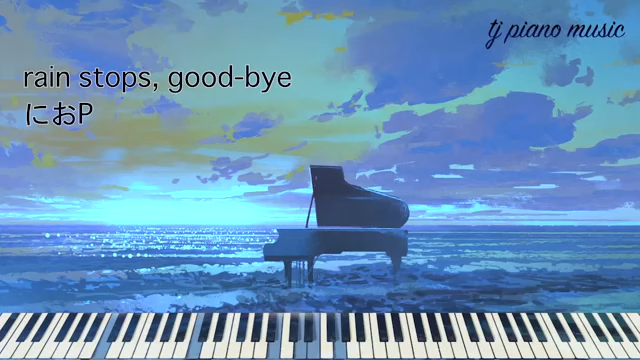 tj piano music
rain stops, good-bye
におP